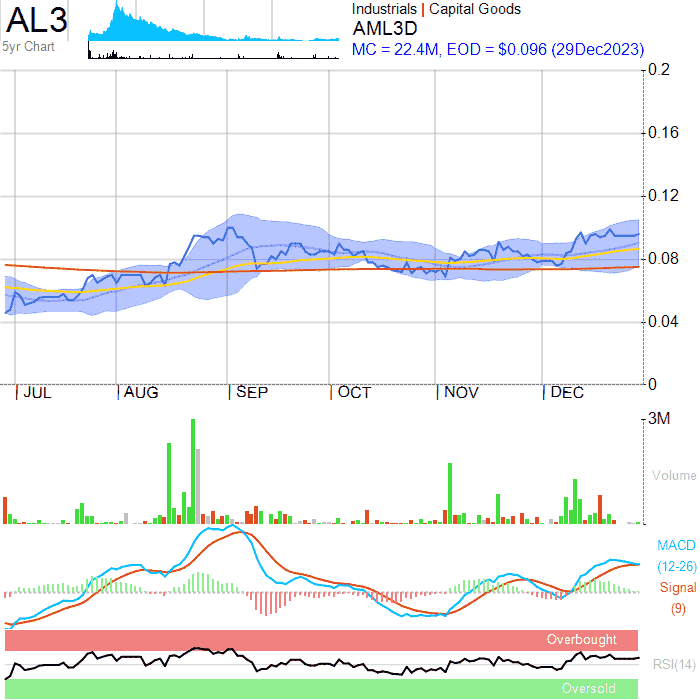 AL3
5yr Chart
Industrials | Capital Goods
AML3D
MC = 22.4M, EOD = $0.096 (29Dec2023)
0.2
0.16
0.12
0.08
0.04
0
JUL AUG SEP OCT NOV DEC
3M
Volume
MACD
(12-26)
Signal
(9)
Overbought
RSI(14)
Oversold